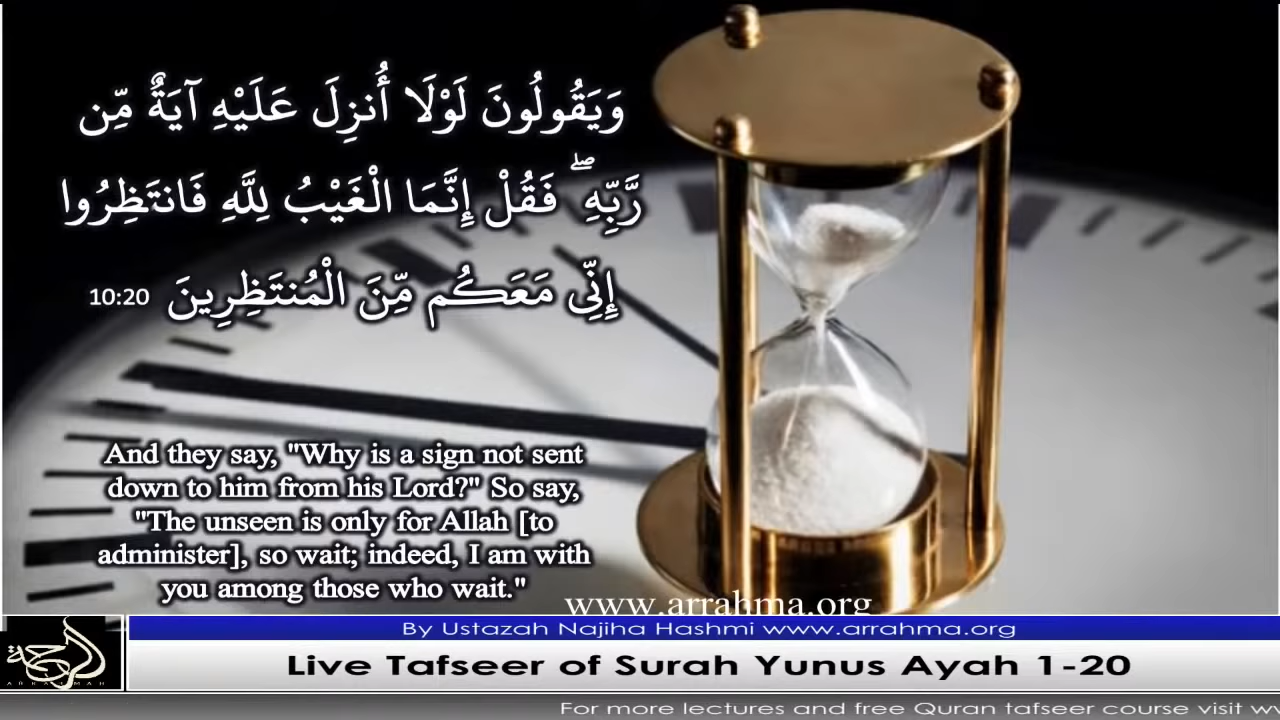 وَيَقُولُونَ لَوْلَا أُنزِلَ عَلَيْهِ آيَةٌ مِّن
رَّبِّهِ ۖ فَقُلْ إِنَّمَا الْغَيْبُ لِلَّهِ فَانتَظِرُوا
إِنِّي مَعَكُم مِّنَ الْمُنتَظِرِينَ 10:20
And they say, "Why is a sign not sent
down to him from his Lord?" So say,
"The unseen is only for Allah [to
administer], so wait; indeed, I am with
you among those who wait."
www.arrahma.org
By Ustazah Najiha Hashmi www.arrahma.org
الرحمة
ARRAHMAH
Live Tafseer of Surah Yunus Ayah 1-20
For more lectures and free Quran tafseer course visit ww